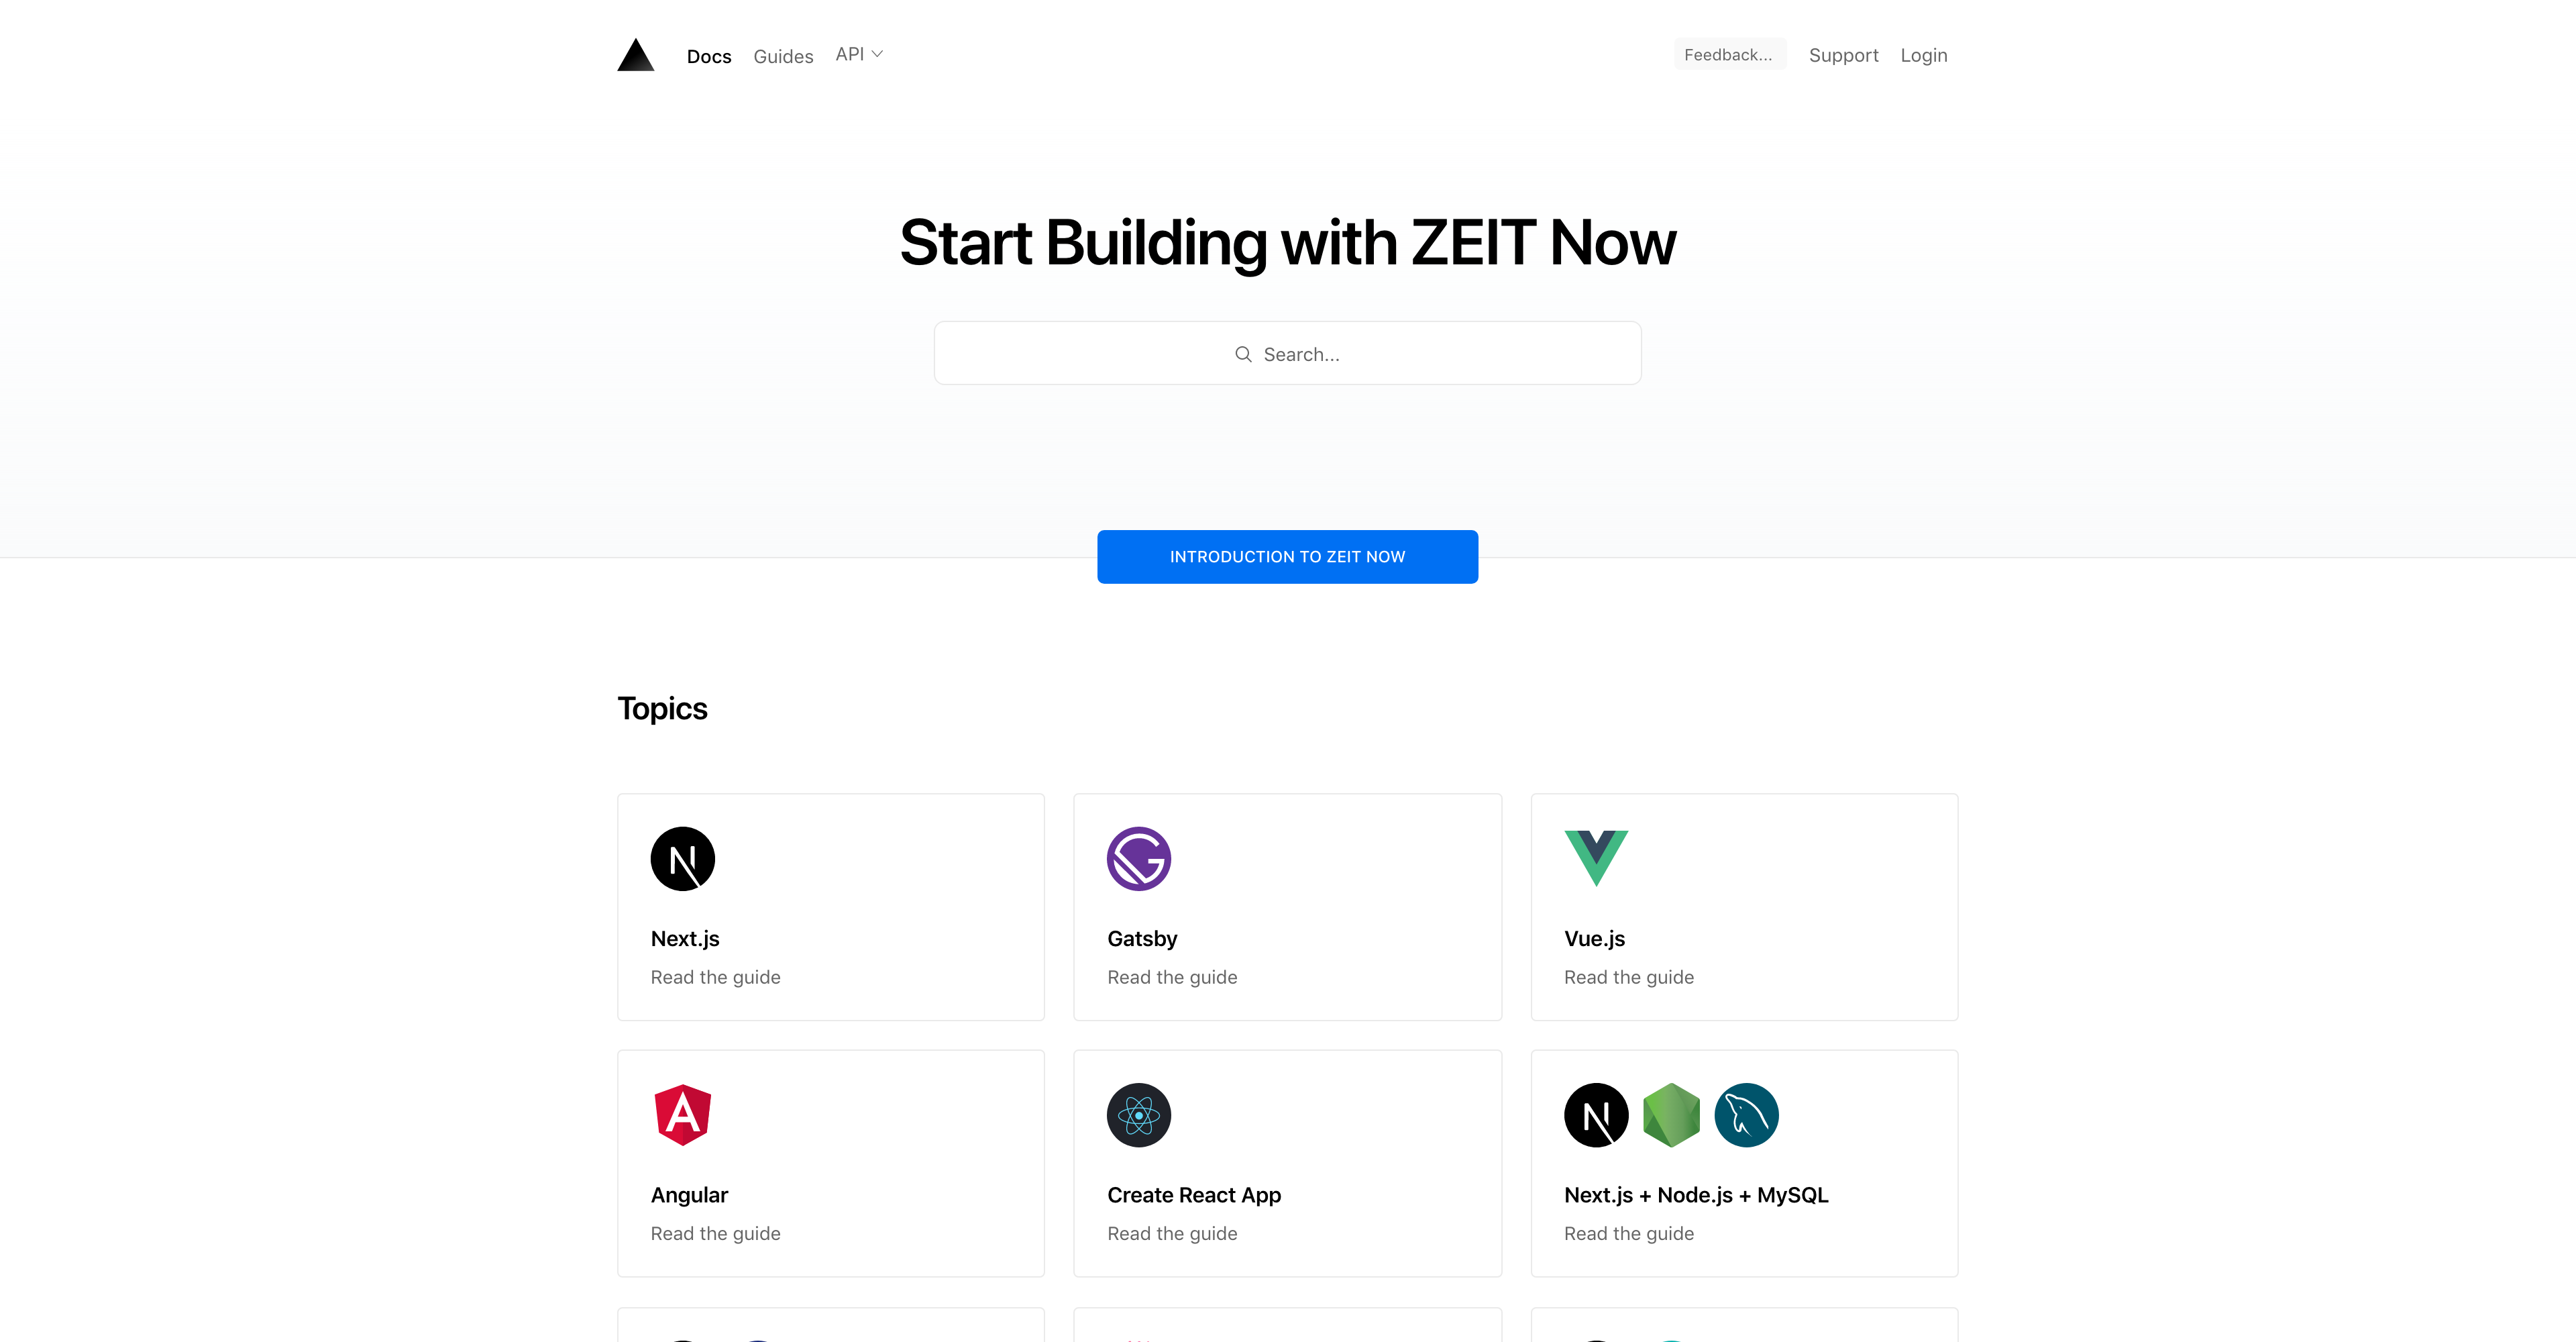 Docs Guides API
Feedback... Support Login
Start Building with ZEIT Now
Search...
INTRODUCTION TO ZEIT NOW
Topics
Next.js
Read the guide
Gatsby
Read the guide
Vue.js
Read the guide
Angular
Read the guide
Create React App
Read the guide
Next.js + Node.js + MySQL
Read the guide